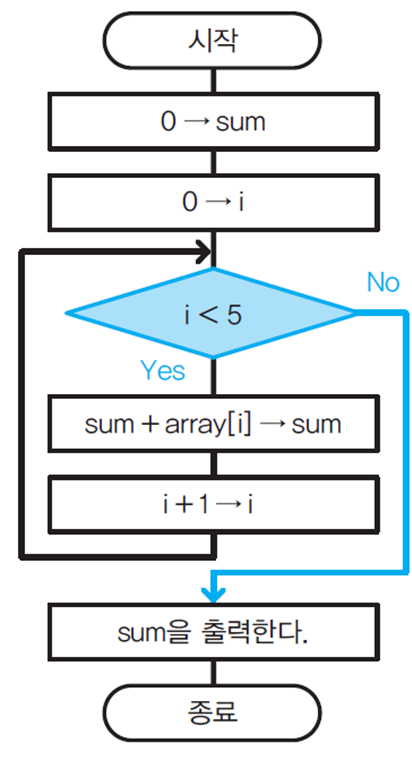 시작
0 → sum
0 → i
i < 5
No
Yes
sum + array[i] → sum
i + 1 → i
sum을 출력한다.
종료